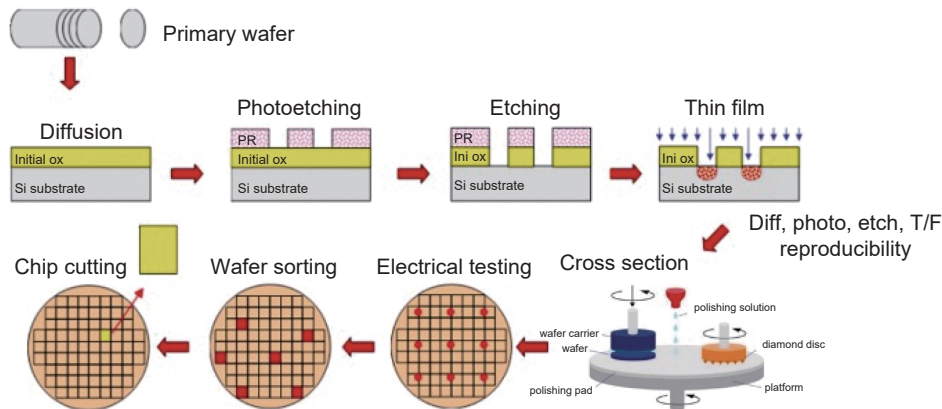 Primary wafer
Diffusion
Initial ox
Si substrate
Photoetching
PR
Initial ox
Si substrate
Etching
PR
Ini ox
Si substrate
Thin film
Ini ox
Si substrate
Diff, photo, etch, T/F
reproducibility
Chip cutting
Wafer sorting
Electrical testing
Cross section
polishing solution
wafer carrier
wafer
diamond disc
polishing pad
platform